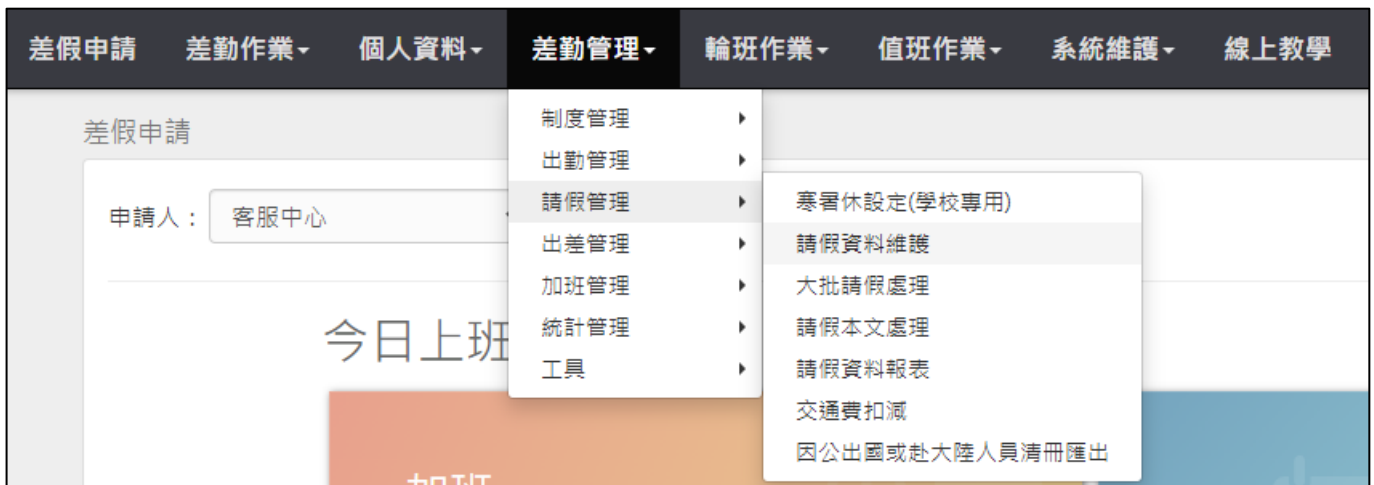 差假申請 差勤作業 個人資料 差勤管理 輪班作業 值班作業 系統維護 線上教學
差假申請
申請人： 客服中心
今日上班
制度管理
出勤管理
請假管理
出差管理
加班管理
統計管理
工具
寒暑休設定(學校專用)
請假資料維護
大批請假處理
請假本文處理
請假資料報表
交通費扣減
因公出國或赴大陸人員清冊匯出
加班